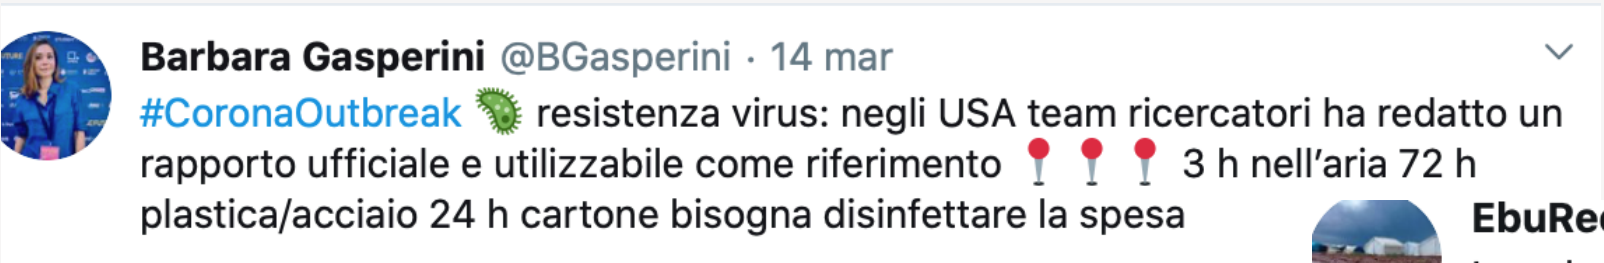 Barbara Gasperini @BGasperini · 14 mar
#CoronaOutbreak 🦠 resistenza virus: negli USA team ricercatori ha redatto un
rapporto ufficiale e utilizzabile come riferimento 📍📍📍 3 h nell’aria 72 h
plastica/acciaio 24 h cartone bisogna disinfettare la spesa